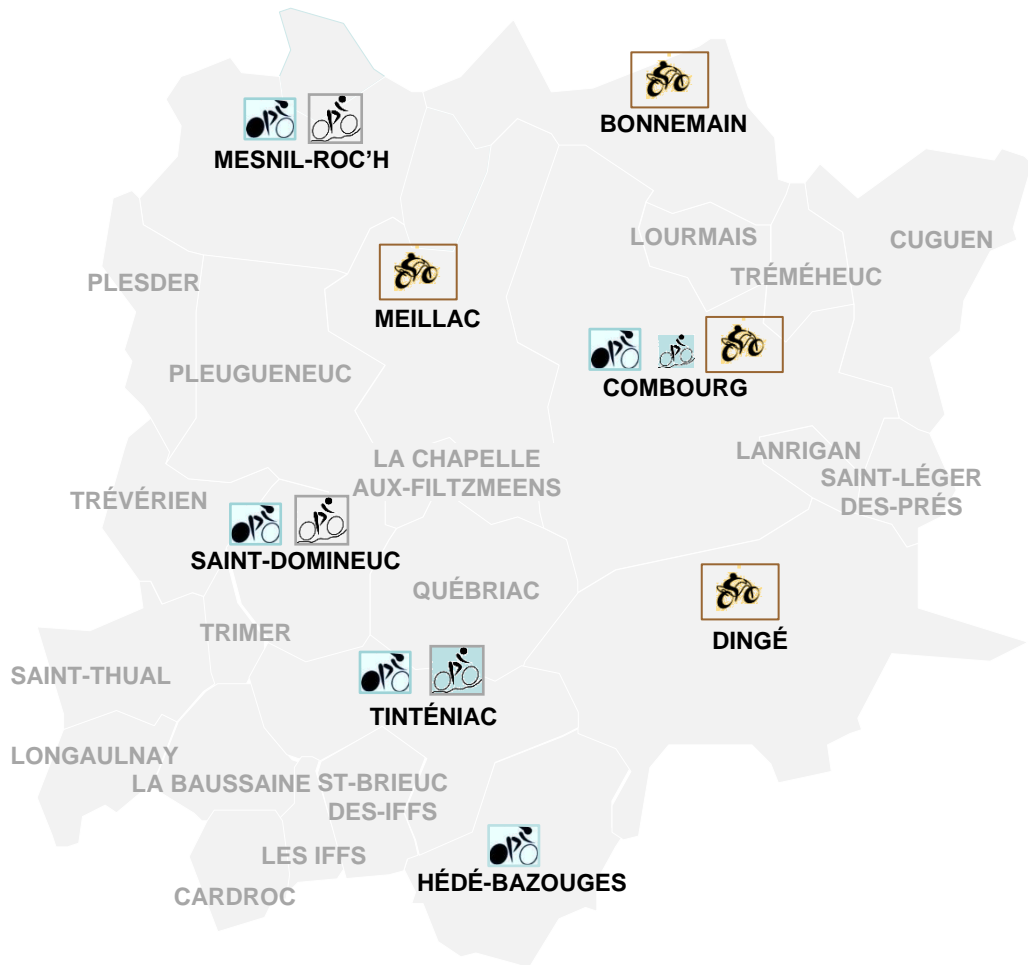 BONNEMAIN
MESNIL-ROC'H
LOURMAIS
CUGUEN
TRÉMÉHEUC
PLESDER
MEILLAC
PLEUGUENEUC
COMBOURG
LANRIGAN
LA CHAPELLE
AUX-FILTZMEENS
SAINT-LÉGER
DES-PRÉS
TRÉVÉRIEN
SAINT-DOMINEUC
QUÉBRIAC
TRIMER
DINGÉ
SAINT-THUAL
TINTÉNIAC
LONGAULNAY
LA BAUSSAINE
ST-BRIEUC
DES-IFFS
LES IFFS
HÉDÉ-BAZOUGES
CARDROC